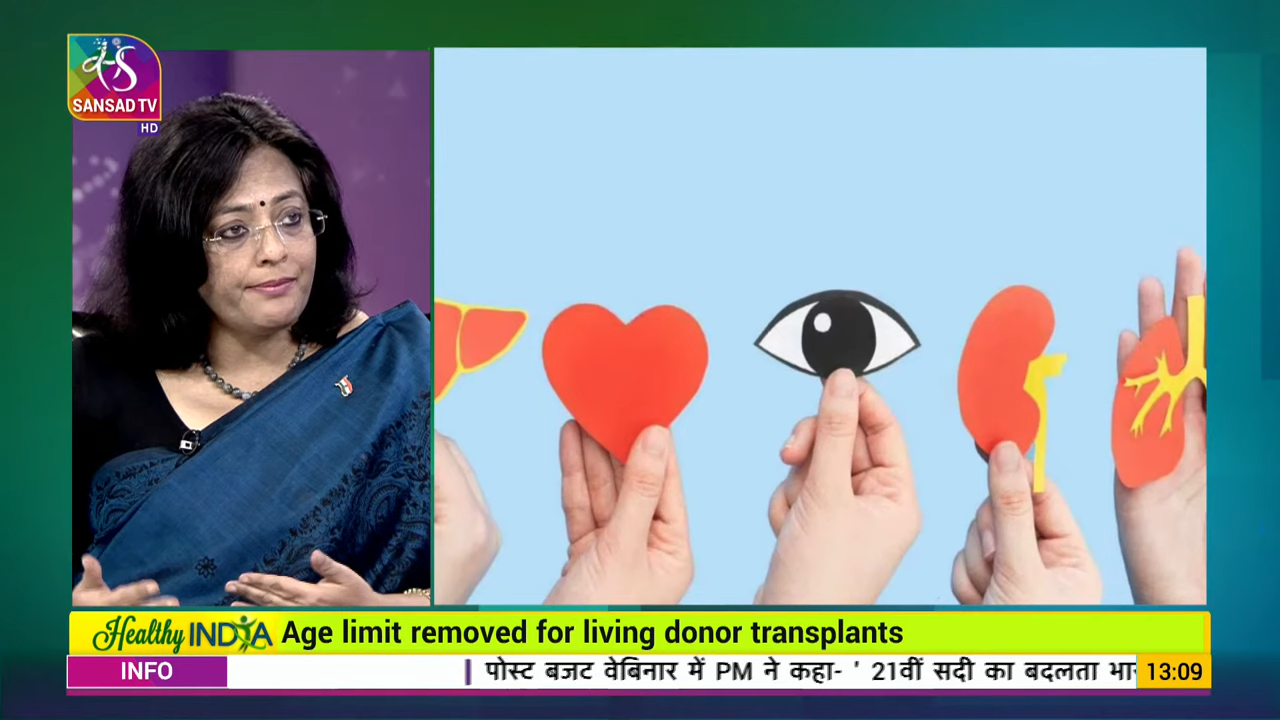 SANSAD TV
HD
Healthy INDIA Age limit removed for living donor transplants
INFO
पोस्ट बजट वेबिनार में PM ने कहा- ' 21वीं सदी का बदलता
13:09